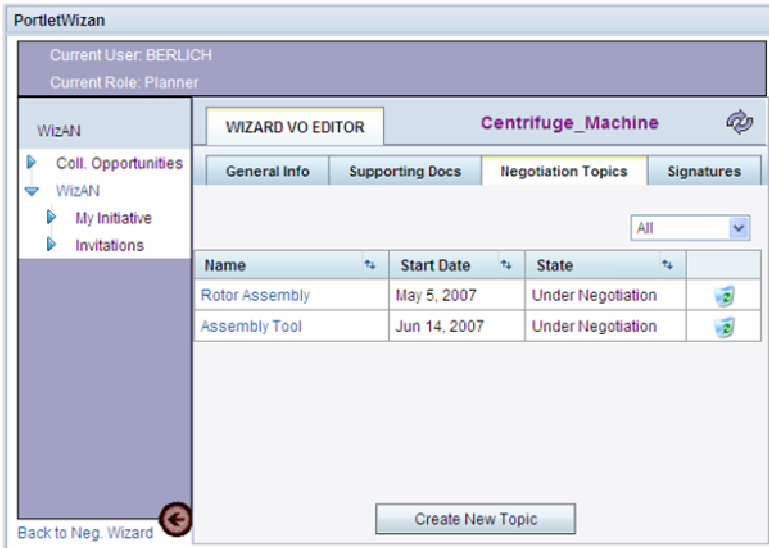 PortletWizan
Current User: BERLICH
Current Role: Planner
WizAN
Coll. Opportunities
WizAN
My Initiative
Invitations
WIZARD VO EDITOR
Centrifuge_Machine
General Info Supporting Docs Negotiation Topics Signatures
All
Name Start Date State
Rotor Assembly May 5, 2007 Under Negotiation
Assembly Tool Jun 14, 2007 Under Negotiation
Create New Topic
Back to Neg. Wizard